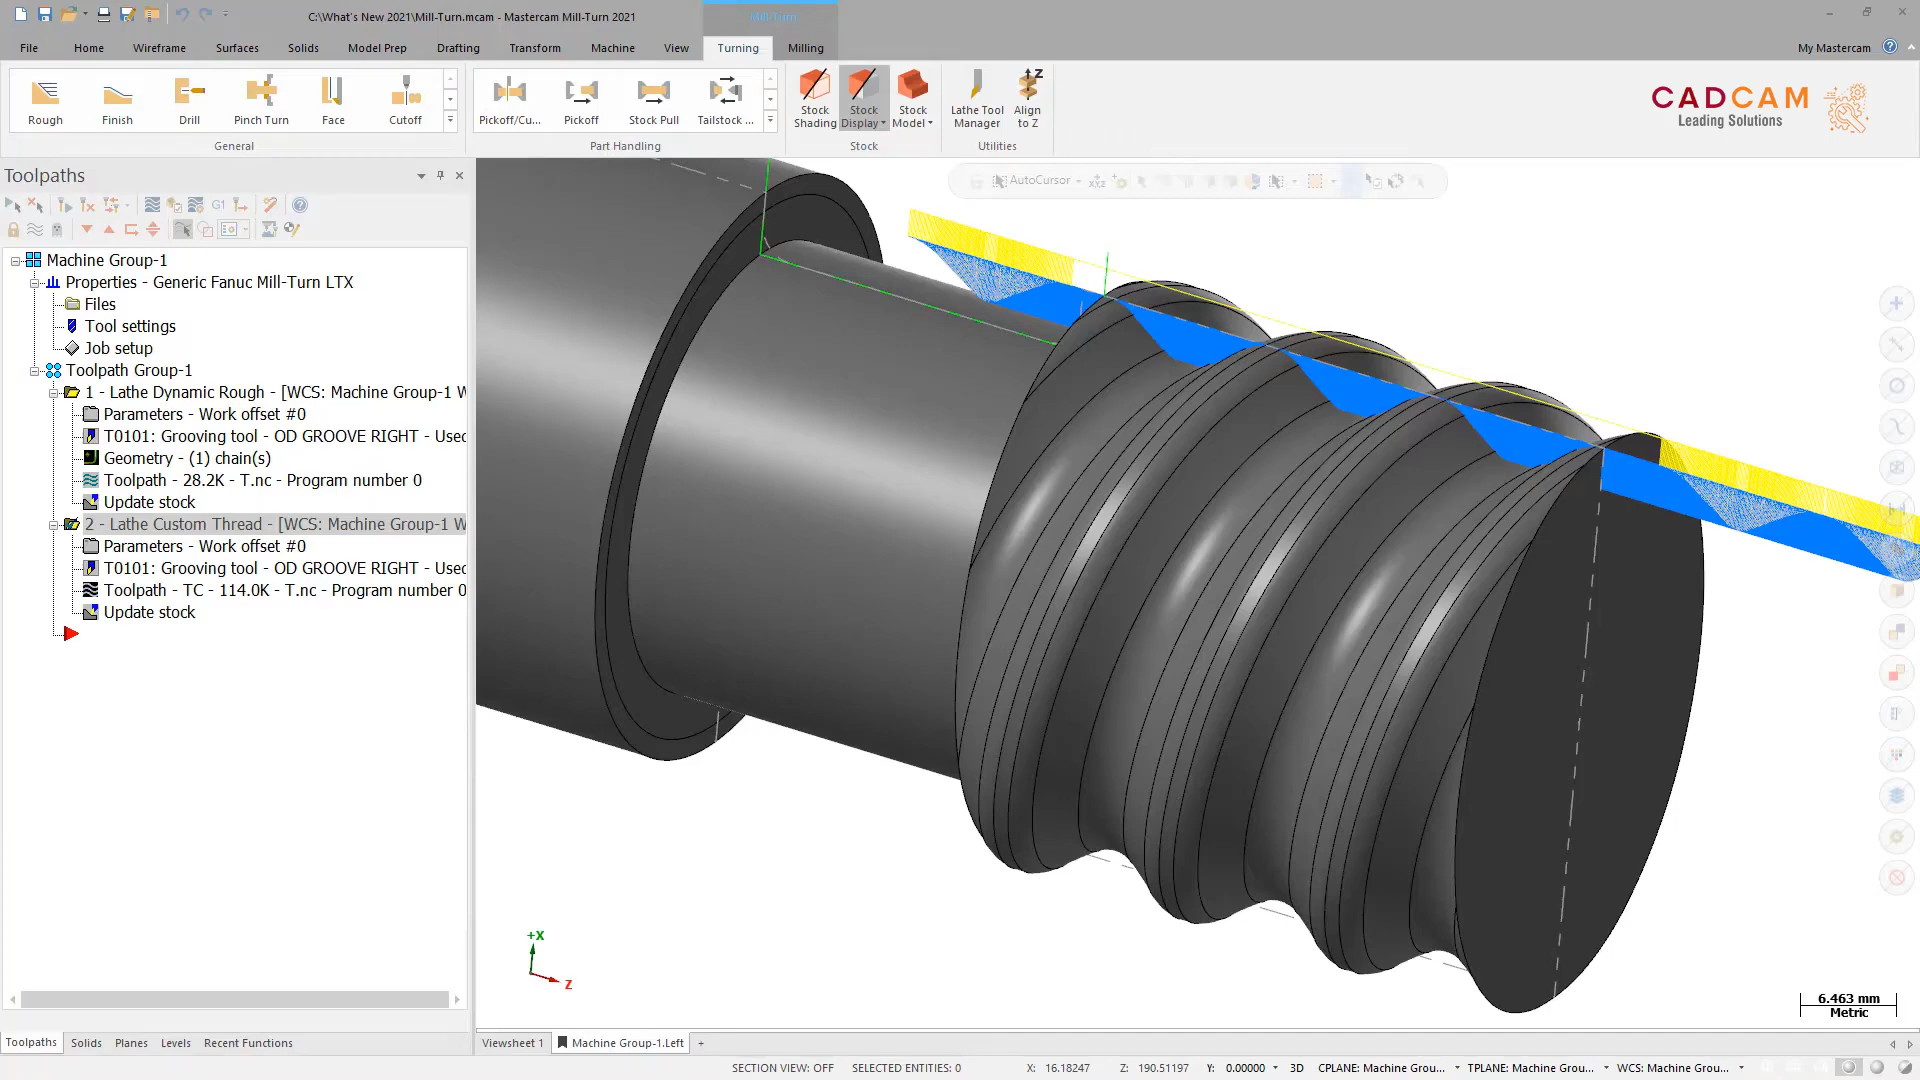 C:\What's New 2021\Mill-Turn.mcam - Mastercam Mill-Turn 2021
Mill-Turn
File Home Wireframe Surfaces Solids Model Prep Drafting Transform Machine View Turning Milling
My Mastercam
Rough Finish Drill Pinch Turn Face Cutoff
General
Pickoff/Cu... Pickoff Stock Pull Tailstock ...
Part Handling
Stock Shading
Stock Display
Stock Model
Stock
Lathe Tool Manager
Align to Z
Utilities
CADCAM
Leading Solutions
Toolpaths
G1
AutoCursor
XYZ
Machine Group-1
Properties - Generic Fanuc Mill-Turn LTX
Files
Tool settings
Job setup
Toolpath Group-1
1 - Lathe Dynamic Rough - [WCS: Machine Group-1 W
Parameters - Work offset #0
T0101: Grooving tool - OD GROOVE RIGHT - Used
Geometry - (1) chain(s)
Toolpath - 28.2K - T.nc - Program number 0
Update stock
2 - Lathe Custom Thread - [WCS: Machine Group-1 W
Parameters - Work offset #0
T0101: Grooving tool - OD GROOVE RIGHT - Used
Toolpath - TC - 114.0K - T.nc - Program number 0
Update stock
+X
Z
6.463 mm
Metric
Toolpaths Solids Planes Levels Recent Functions
Viewsheet 1 Machine Group-1.Left +
SECTION VIEW: OFF SELECTED ENTITIES: 0 X: 16.18247 Z: 190.51197 Y: 0.00000 3D CPLANE: Machine Grou... TPLANE: Machine Grou... WCS: Machine Grou...